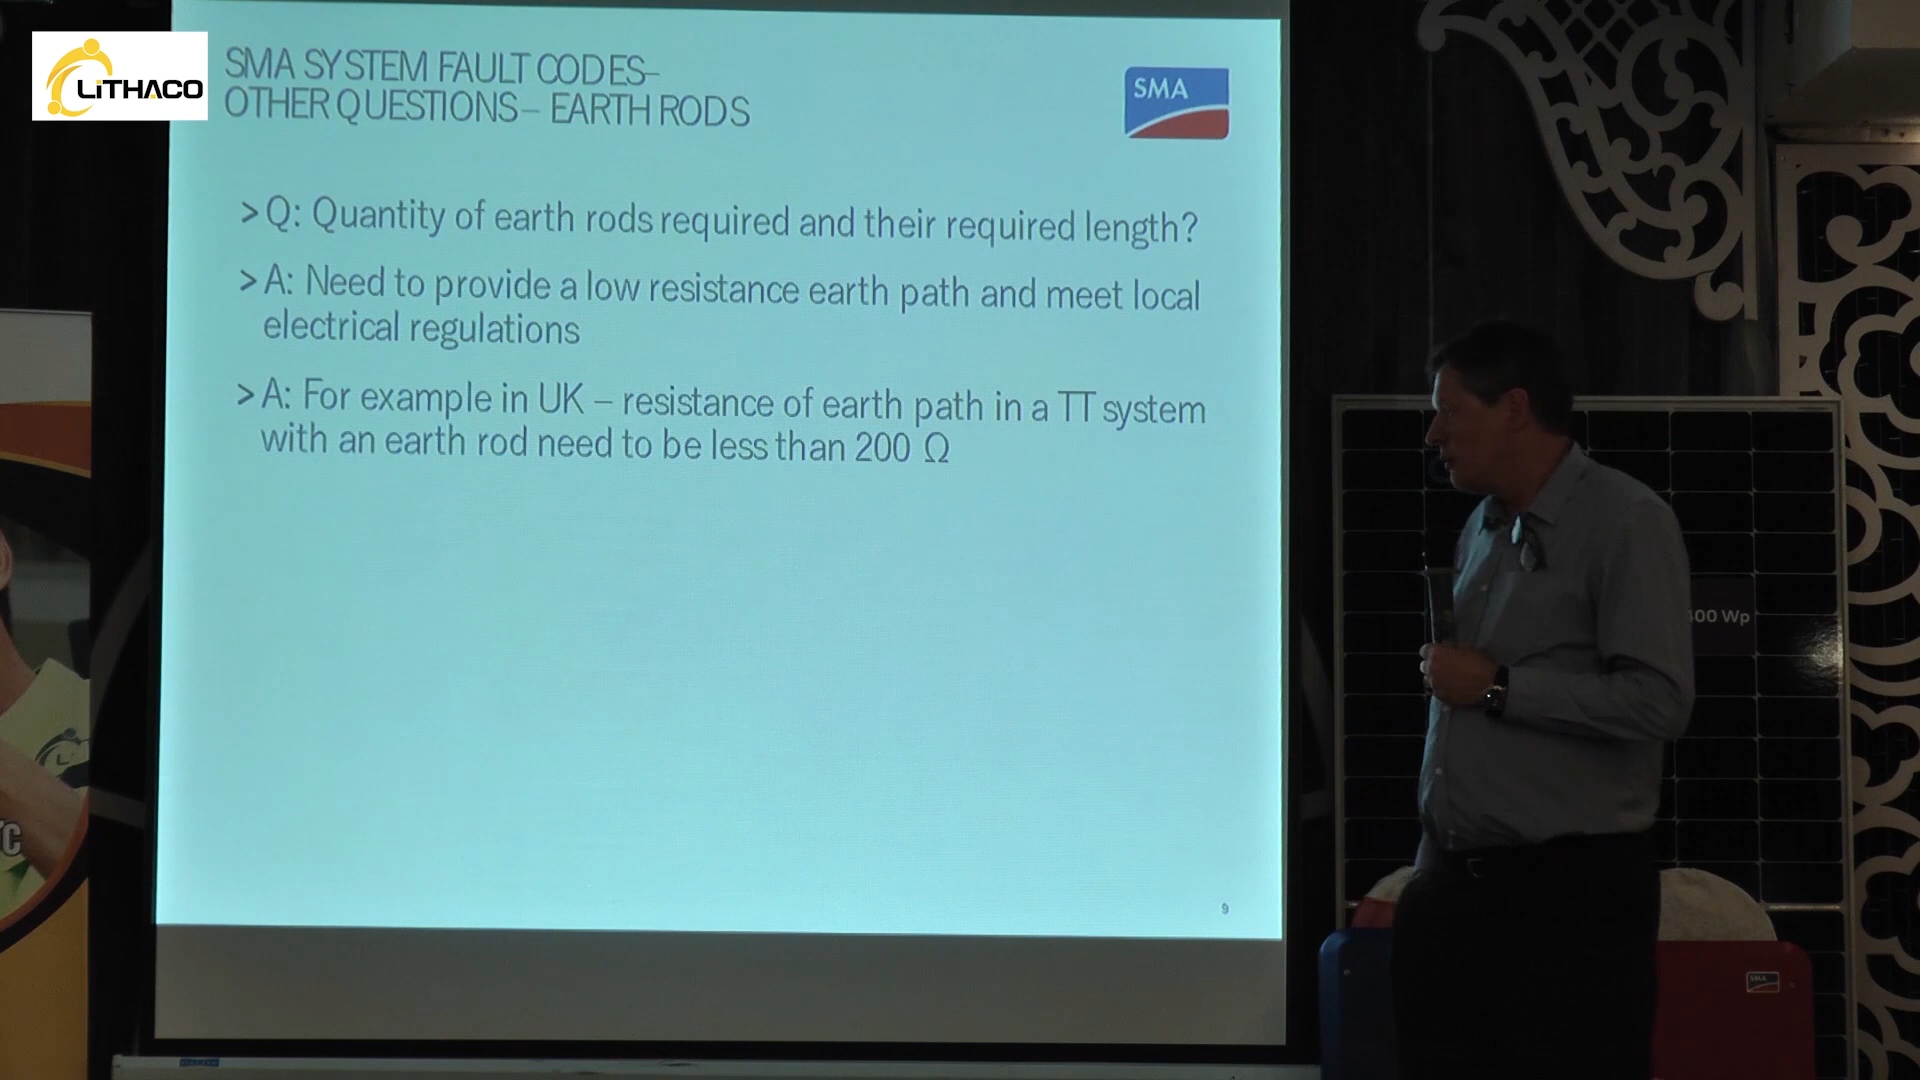 LiTHACO
SMA SYSTEM FAULT CODES–
OTHER QUESTIONS – EARTH RODS
SMA
> Q: Quantity of earth rods required and their required length?
> A: Need to provide a low resistance earth path and meet local
electrical regulations
> A: For example in UK – resistance of earth path in a TT system
with an earth rod need to be less than 200 Ω
9
Wp
SMA